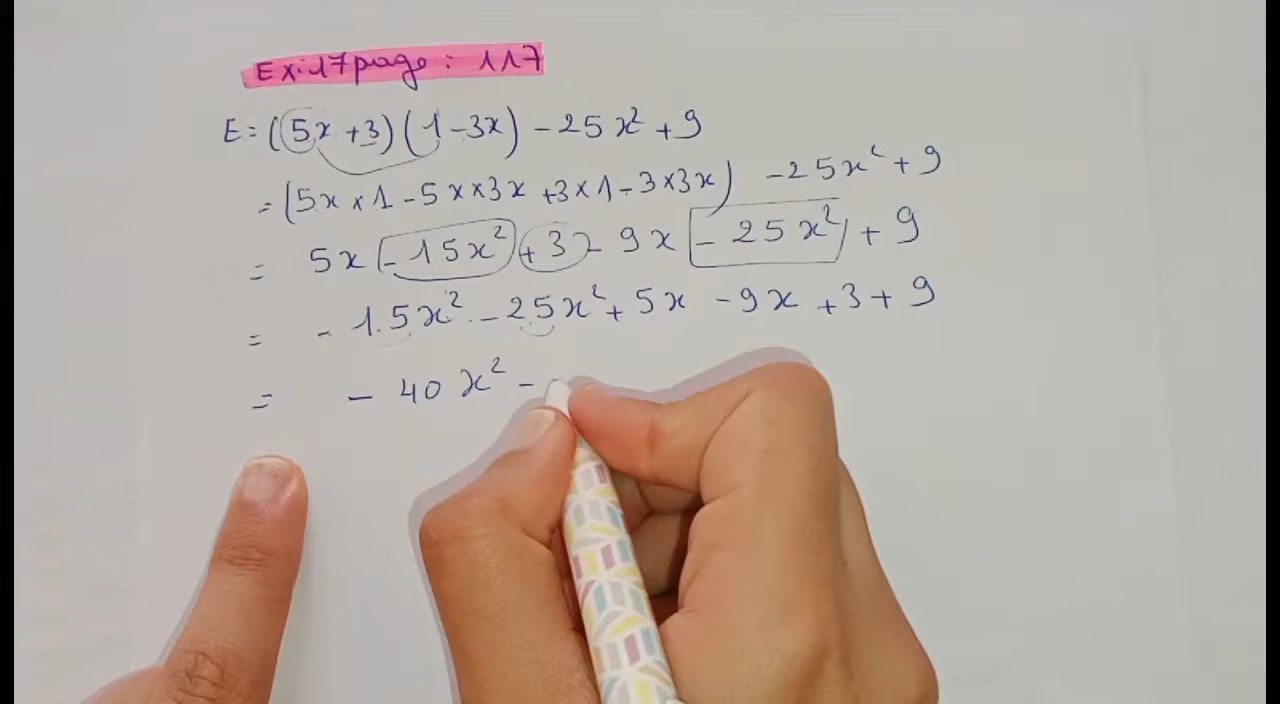 Ex:17 page: 117
E = (5x + 3)(1 - 3x) - 25x² + 9
= (5x × 1 - 5x × 3x + 3 × 1 - 3 × 3x) - 25x² + 9
= 5x - 15x² + 3 - 9x - 25x² + 9
= - 15x² - 25x² + 5x - 9x + 3 + 9
= - 40x² -